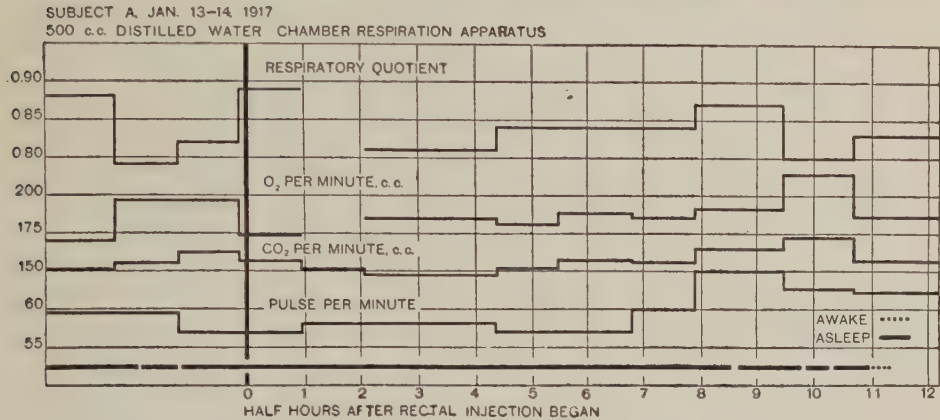 SUBJECT A, JAN. 13–14, 1917
500 c.c. DISTILLED WATER CHAMBER RESPIRATION APPARATUS
RESPIRATORY QUOTIENT
0.90
0.85
0.80
O₂ PER MINUTE, c.c.
200
175
CO₂ PER MINUTE, c.c.
150
PULSE PER MINUTE
60
AWAKE
55
ASLEEP
0 1 2 3 4 5 6 7 8 9 10 11 12
HALF HOURS AFTER RECTAL INJECTION BEGAN